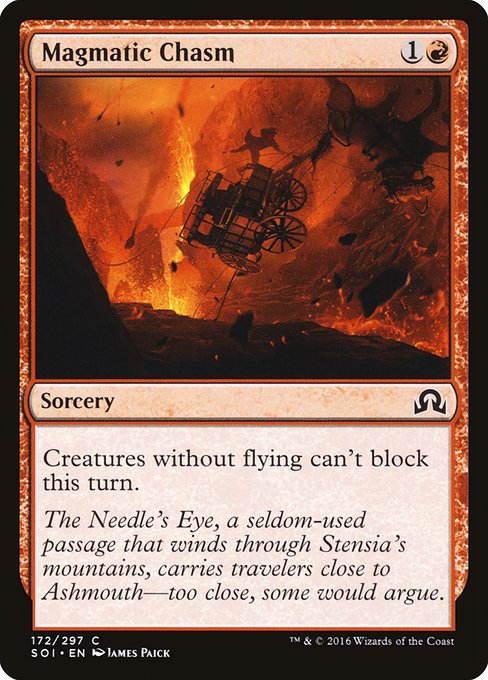 Magmatic Chasm 1
Sorcery
Creatures without flying can't block
this turn.
The Needle's Eye, a seldom-used
passage that winds through Stensia's
mountains, carries travelers close to
Ashmouth—too close, some would argue.
172/297 C
SOI • EN James Paick
™ & © 2016 Wizards of the Coast